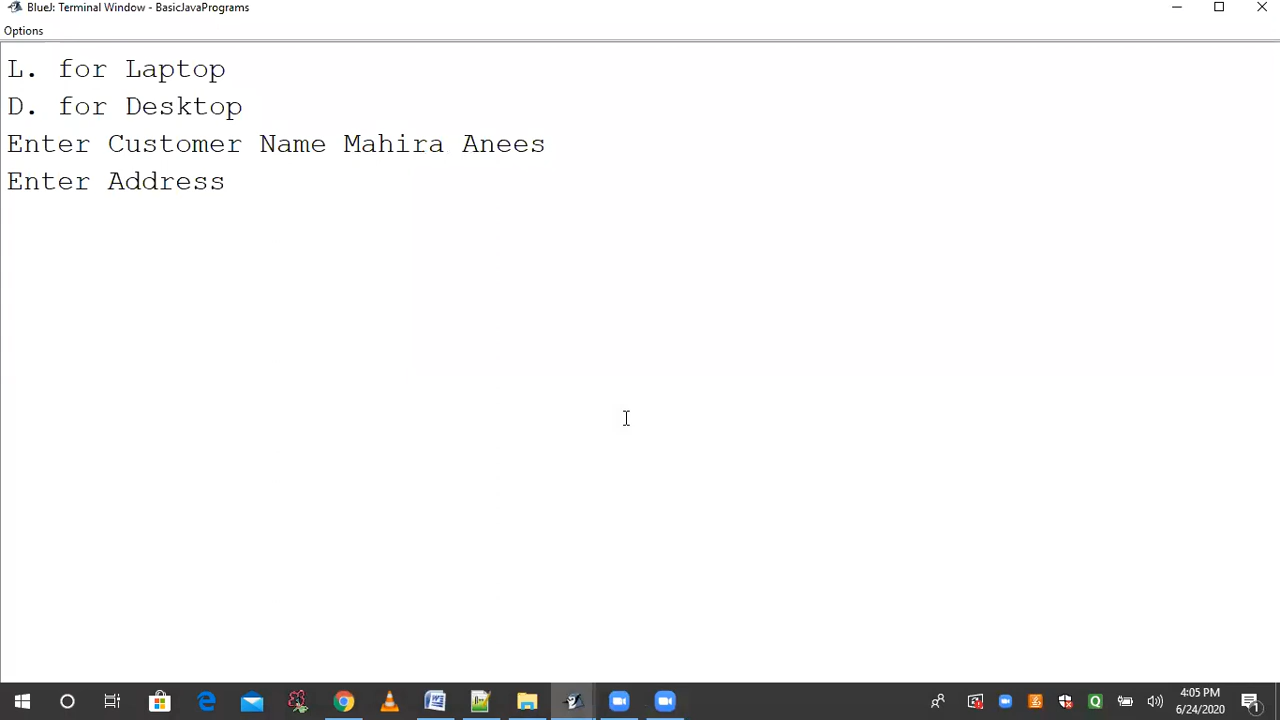 BlueJ: Terminal Window - BasicJavaPrograms
Options
L. for Laptop
D. for Desktop
Enter Customer Name Mahira Anees
Enter Address
4:05 PM
6/24/2020